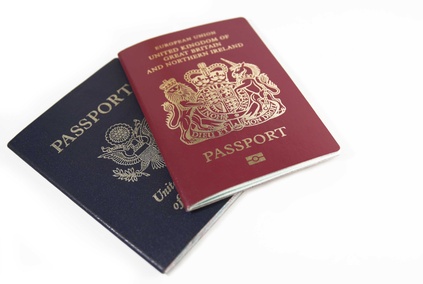 EUROPEAN UNION
UNITED KINGDOM OF
GREAT BRITAIN
AND NORTHERN IRELAND
PASSPORT
PASSPORT
Unit
of